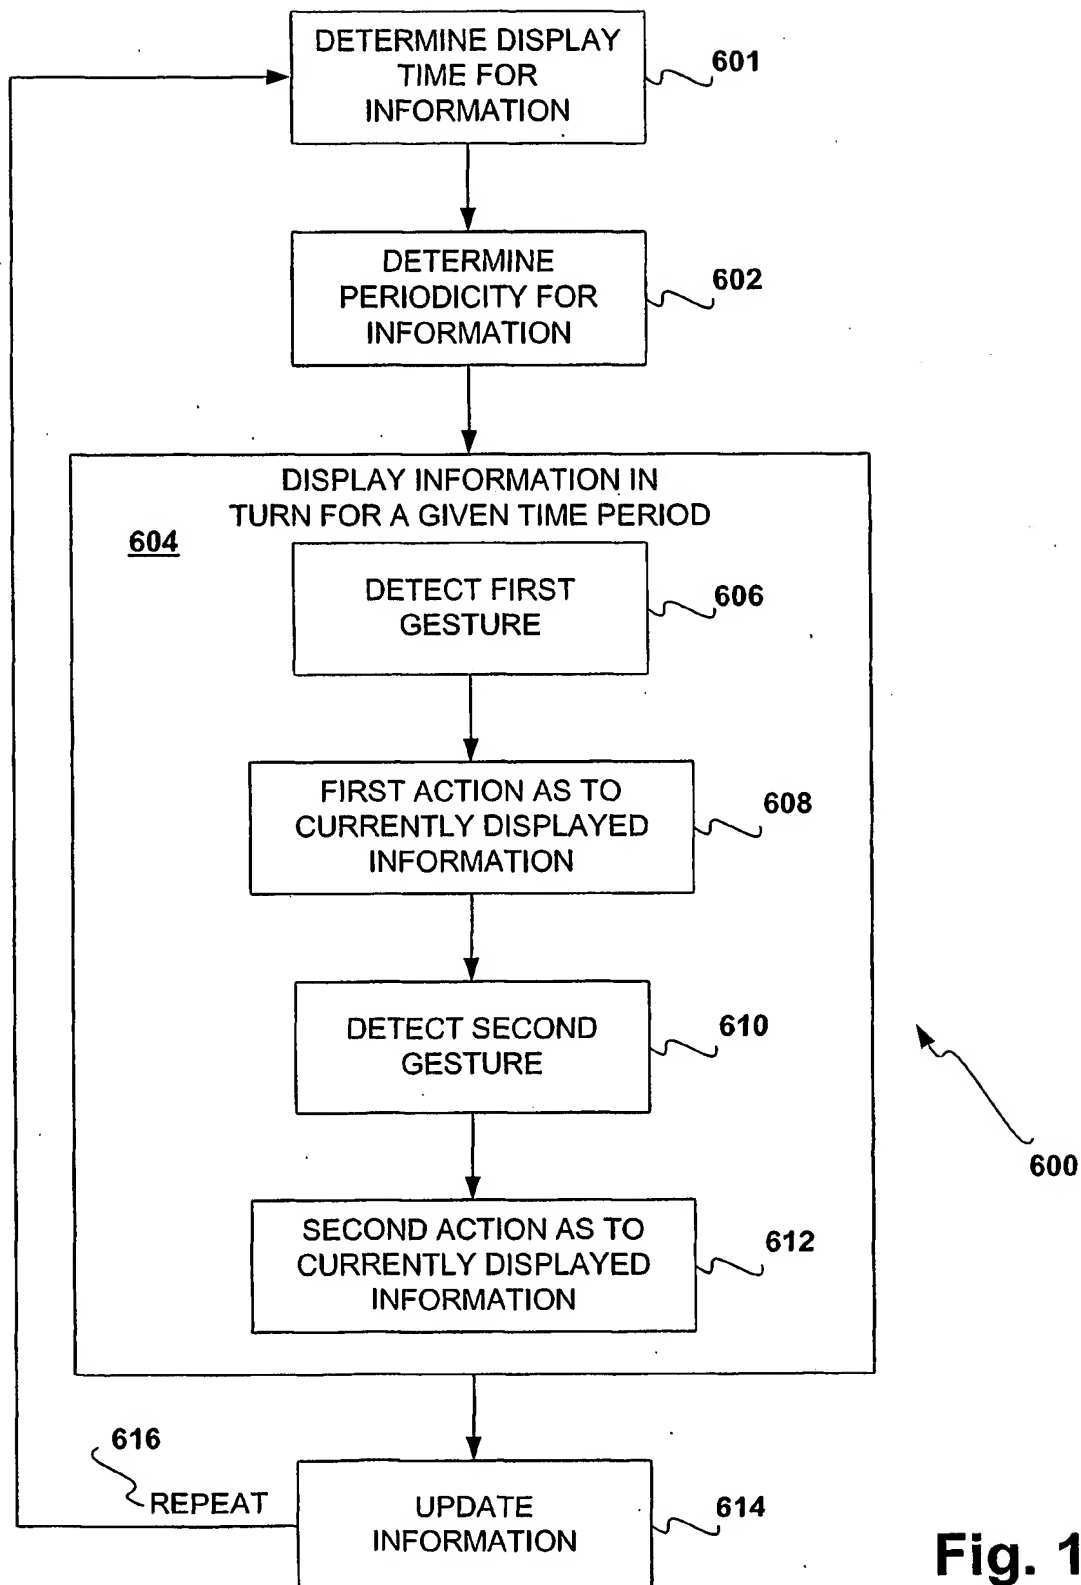 DETERMINE DISPLAY
TIME FOR
INFORMATION
601
DETERMINE
PERIODICITY FOR
INFORMATION
602
DISPLAY INFORMATION IN
TURN FOR A GIVEN TIME PERIOD
604
DETECT FIRST
GESTURE
606
FIRST ACTION AS TO
CURRENTLY DISPLAYED
INFORMATION
608
DETECT SECOND
GESTURE
610
600
SECOND ACTION AS TO
CURRENTLY DISPLAYED
INFORMATION
612
616
REPEAT
UPDATE
INFORMATION
614
Fig. 1